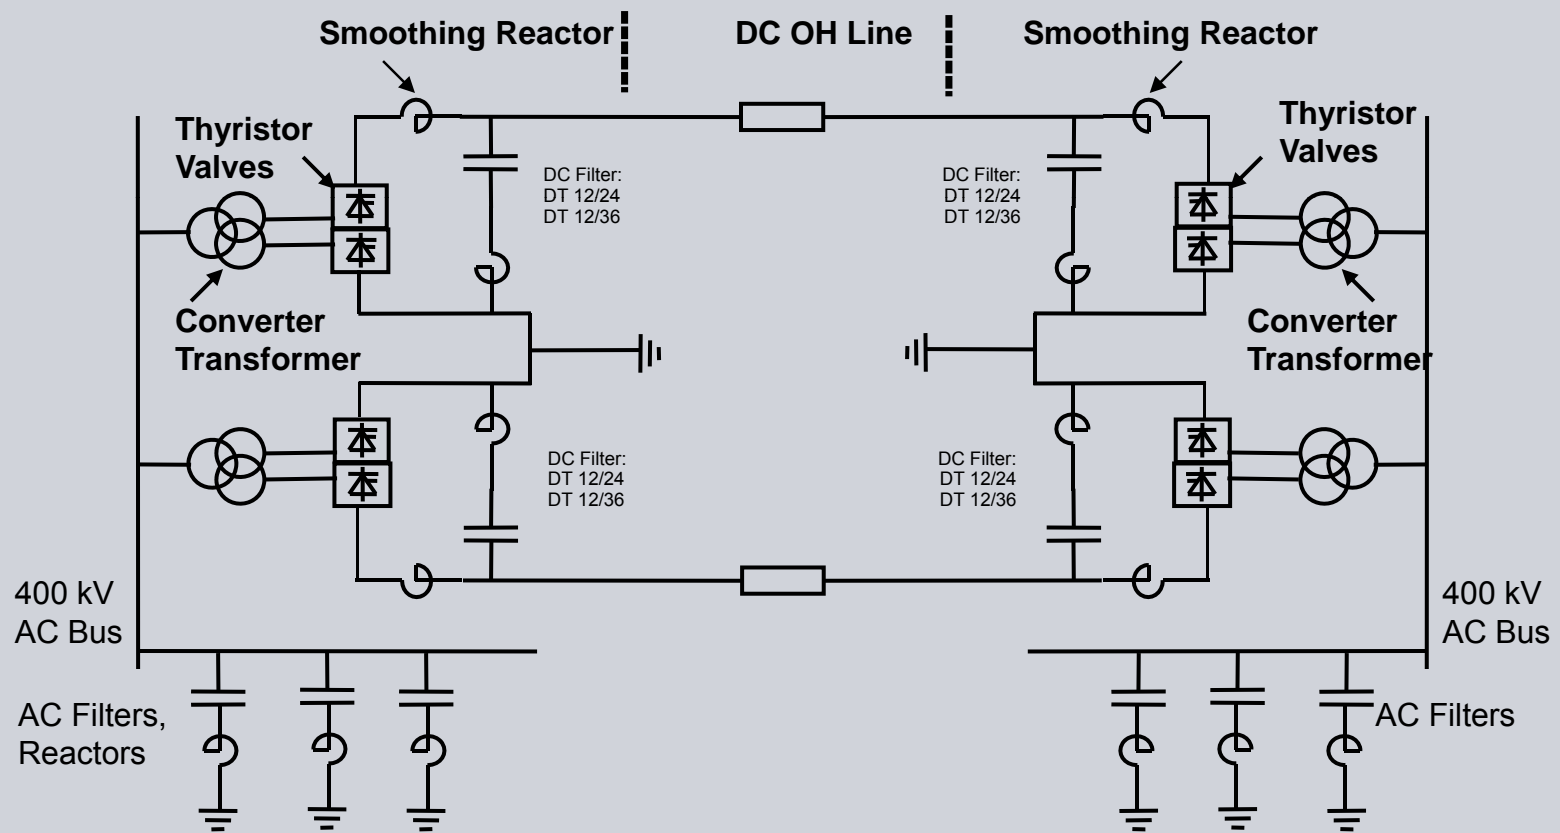 Smoothing Reactor
DC OH Line
Smoothing Reactor
Thyristor
Valves
Thyristor
Valves
DC Filter:
DT 12/24
DT 12/36
DC Filter:
DT 12/24
DT 12/36
Converter
Transformer
Converter
Transformer
DC Filter:
DT 12/24
DT 12/36
DC Filter:
DT 12/24
DT 12/36
400 kV
AC Bus
400 kV
AC Bus
AC Filters,
Reactors
AC Filters